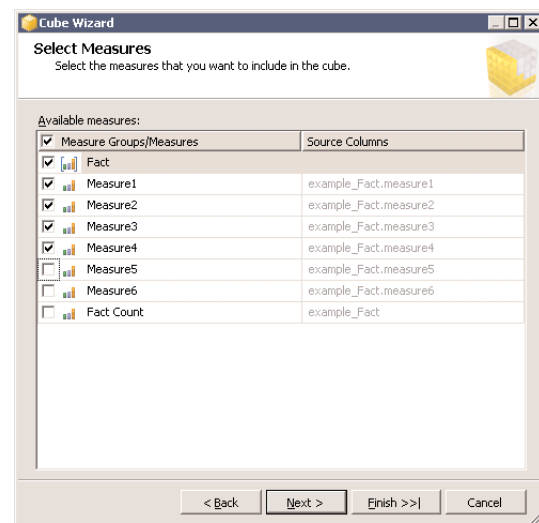 Cube Wizard
Select Measures
Select the measures that you want to include in the cube.
Available measures:
Measure Groups/Measures Source Columns
Fact
Measure1 example_Fact.measure1
Measure2 example_Fact.measure2
Measure3 example_Fact.measure3
Measure4 example_Fact.measure4
Measure5 example_Fact.measure5
Measure6 example_Fact.measure6
Fact Count example_Fact
< Back Next > Finish >>| Cancel